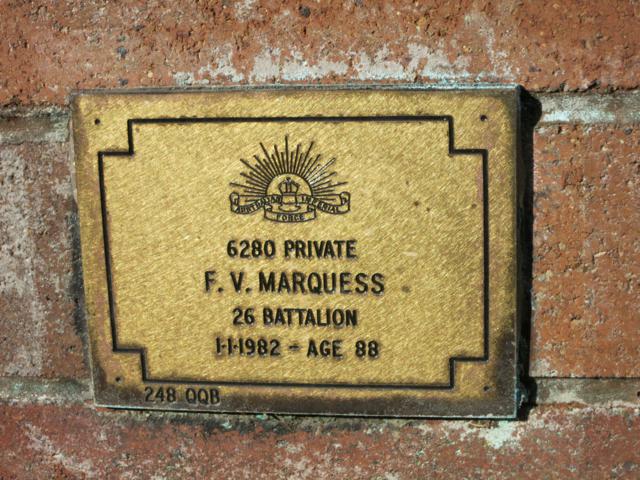 AUSTRALIAN IMPERIAL
FORCE
6280 PRIVATE
F. V. MARQUESS
26 BATTALION
1·1·1982 – AGE 88
248 QQB